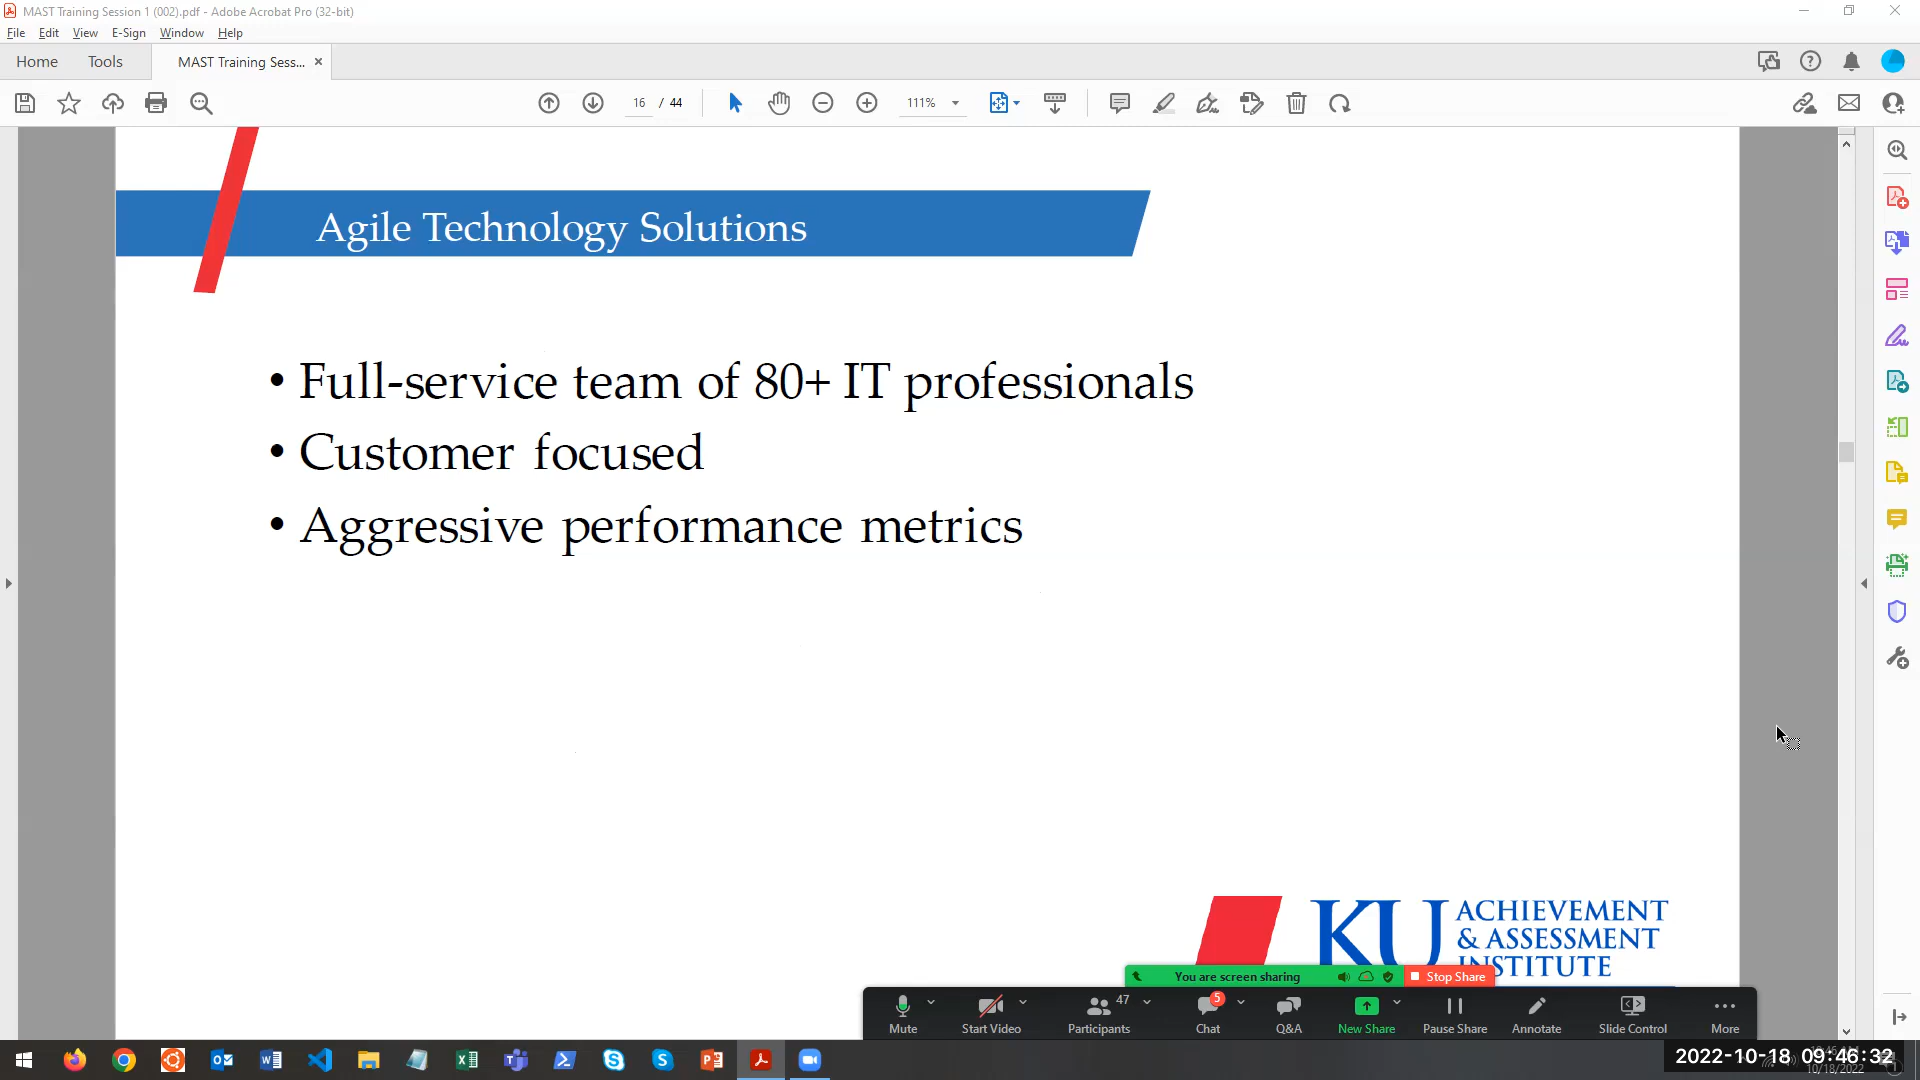 MAST Training Session 1 (002).pdf - Adobe Acrobat Pro (32-bit)
File Edit View E-Sign Window Help
Home Tools MAST Training Sess... ×
16 / 44 111%
Agile Technology Solutions
• Full-service team of 80+ IT professionals
• Customer focused
• Aggressive performance metrics
KU ACHIEVEMENT
& ASSESSMENT
INSTITUTE
You are screen sharing Stop Share
47 5
Mute Start Video Participants Chat Q&A New Share Pause Share Annotate Slide Control More
2022-10-18 09:46:32
10/18/2022